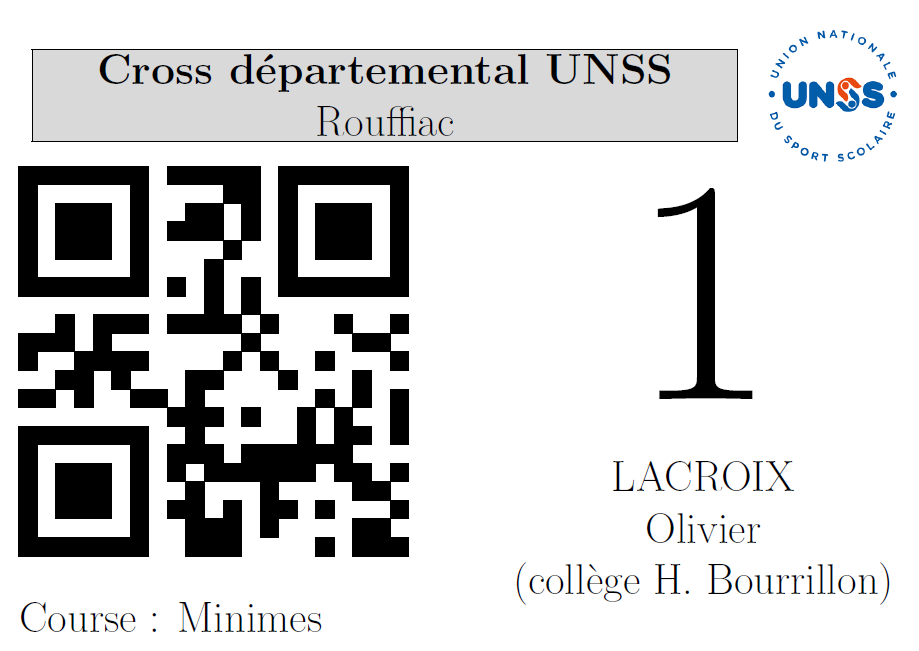 Cross départemental UNSS
Rouffiac
UNION NATIONALE
UNSS
DU SPORT SCOLAIRE
1
LACROIX
Olivier
(collège H. Bourrillon)
Course : Minimes